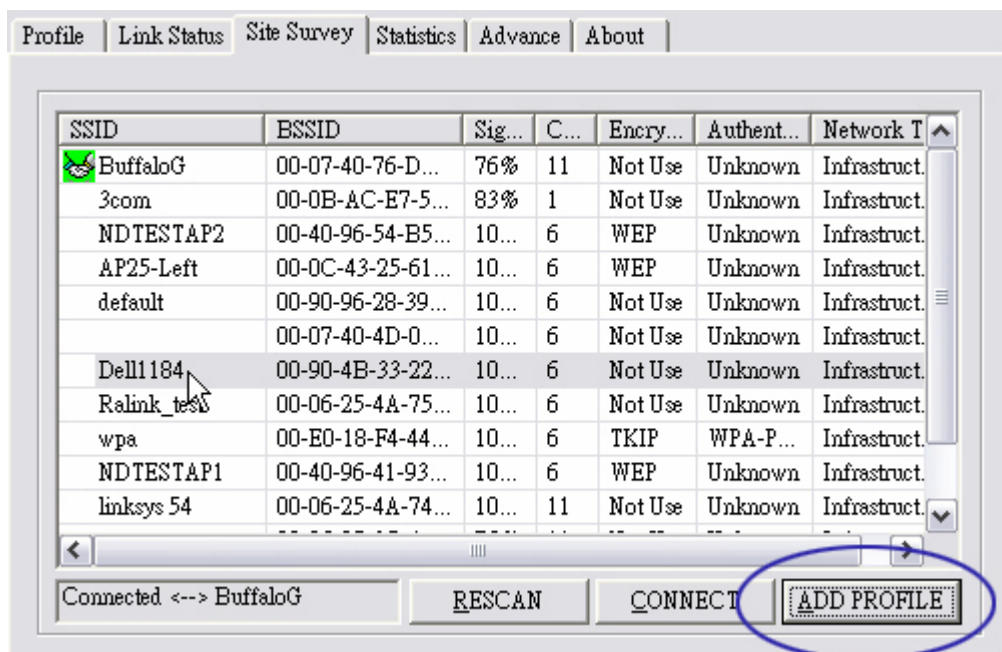 Profile Link Status Site Survey Statistics Advance About
SSID BSSID Sig... C... Encry... Authent... Network T
BuffaloG 00-07-40-76-D... 76% 11 Not Use Unknown Infrastruct.
3com 00-0B-AC-E7-5... 83% 1 Not Use Unknown Infrastruct.
NDTESTAP2 00-40-96-54-B5... 10... 6 WEP Unknown Infrastruct.
AP25-Left 00-0C-43-25-61... 10... 6 WEP Unknown Infrastruct.
default 00-90-96-28-39... 10... 6 Not Use Unknown Infrastruct.
00-07-40-4D-0... 10... 6 Not Use Unknown Infrastruct.
Dell1184 00-90-4B-33-22... 10... 6 Not Use Unknown Infrastruct.
Ralink_test 00-06-25-4A-75... 10... 6 Not Use Unknown Infrastruct.
wpa 00-E0-18-F4-44... 10... 6 TKIP WPA-P... Infrastruct.
NDTESTAP1 00-40-96-41-93... 10... 6 WEP Unknown Infrastruct.
linksys 54 00-06-25-4A-74... 10... 11 Not Use Unknown Infrastruct.
Connected <--> BuffaloG RESCAN CONNECT ADD PROFILE